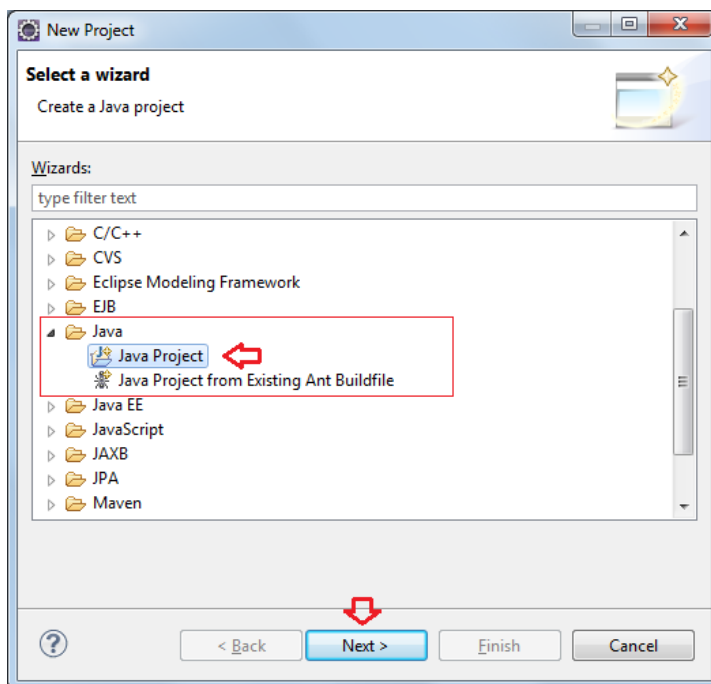 New Project
Select a wizard
Create a Java project
Wizards:
type filter text
C/C++
CVS
Eclipse Modeling Framework
EJB
Java
Java Project
Java Project from Existing Ant Buildfile
Java EE
JavaScript
JAXB
JPA
Maven
? < Back Next > Finish Cancel